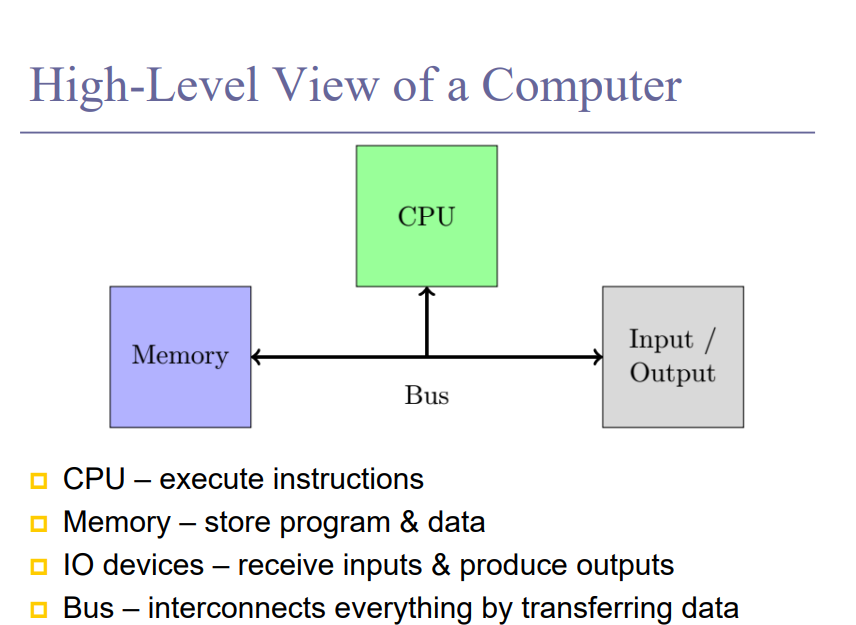 High-Level View of a Computer
CPU
Memory
Input /
Output
Bus
CPU – execute instructions
Memory – store program & data
IO devices – receive inputs & produce outputs
Bus – interconnects everything by transferring data